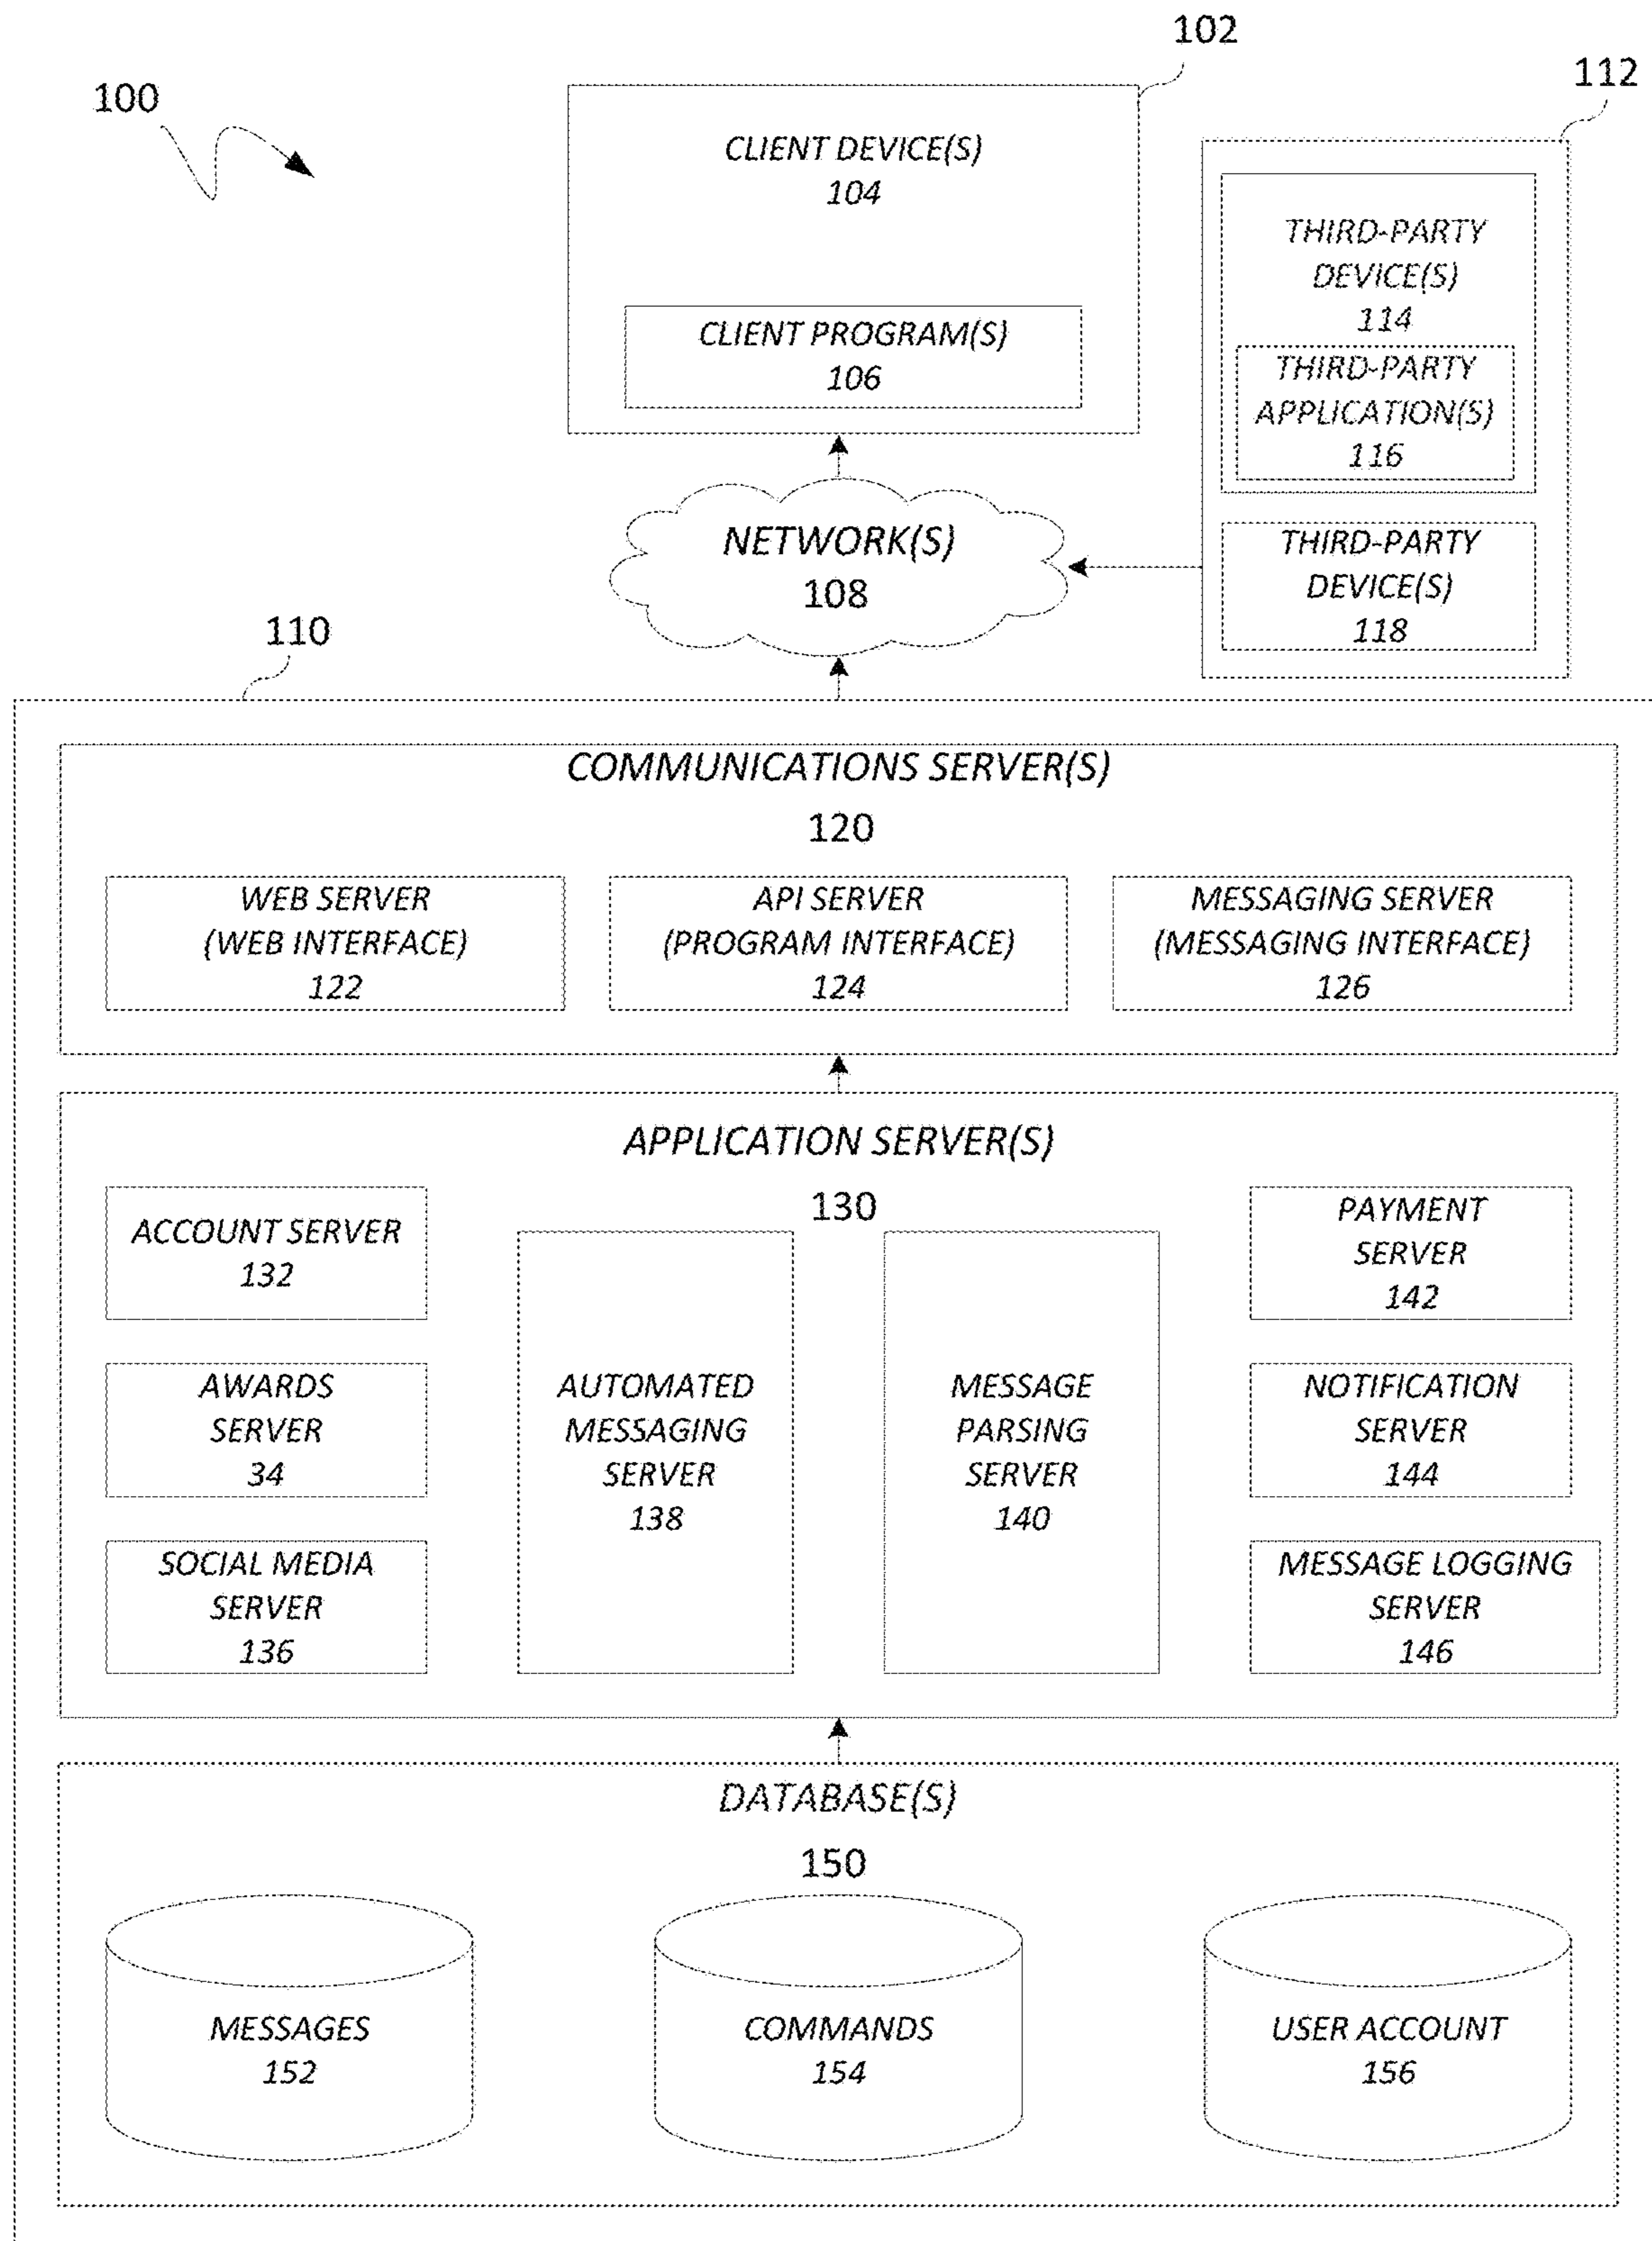 102
112
100
CLIENT DEVICE(S)
104
CLIENT PROGRAM(S)
106
THIRD-PARTY
DEVICE(S)
114
THIRD-PARTY
APPLICATION(S)
116
THIRD-PARTY
DEVICE(S)
118
NETWORK(S)
108
110
COMMUNICATIONS SERVER(S)
120
WEB SERVER
(WEB INTERFACE)
122
API SERVER
(PROGRAM INTERFACE)
124
MESSAGING SERVER
(MESSAGING INTERFACE)
126
APPLICATION SERVER(S)
130
ACCOUNT SERVER
132
AWARDS
SERVER
34
SOCIAL MEDIA
SERVER
136
AUTOMATED
MESSAGING
SERVER
138
MESSAGE
PARSING
SERVER
140
PAYMENT
SERVER
142
NOTIFICATION
SERVER
144
MESSAGE LOGGING
SERVER
146
DATABASE(S)
150
MESSAGES
152
COMMANDS
154
USER ACCOUNT
156